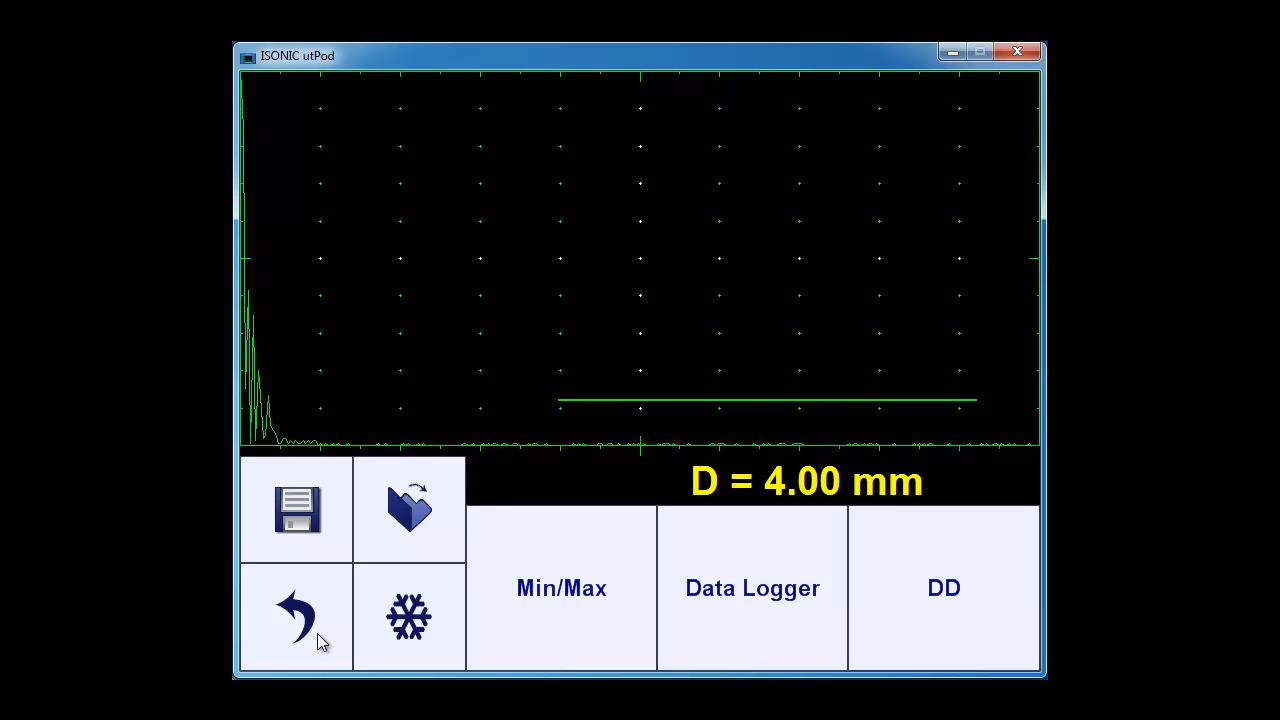 ISONIC utPod
D = 4.00 mm
Min/Max
Data Logger
DD